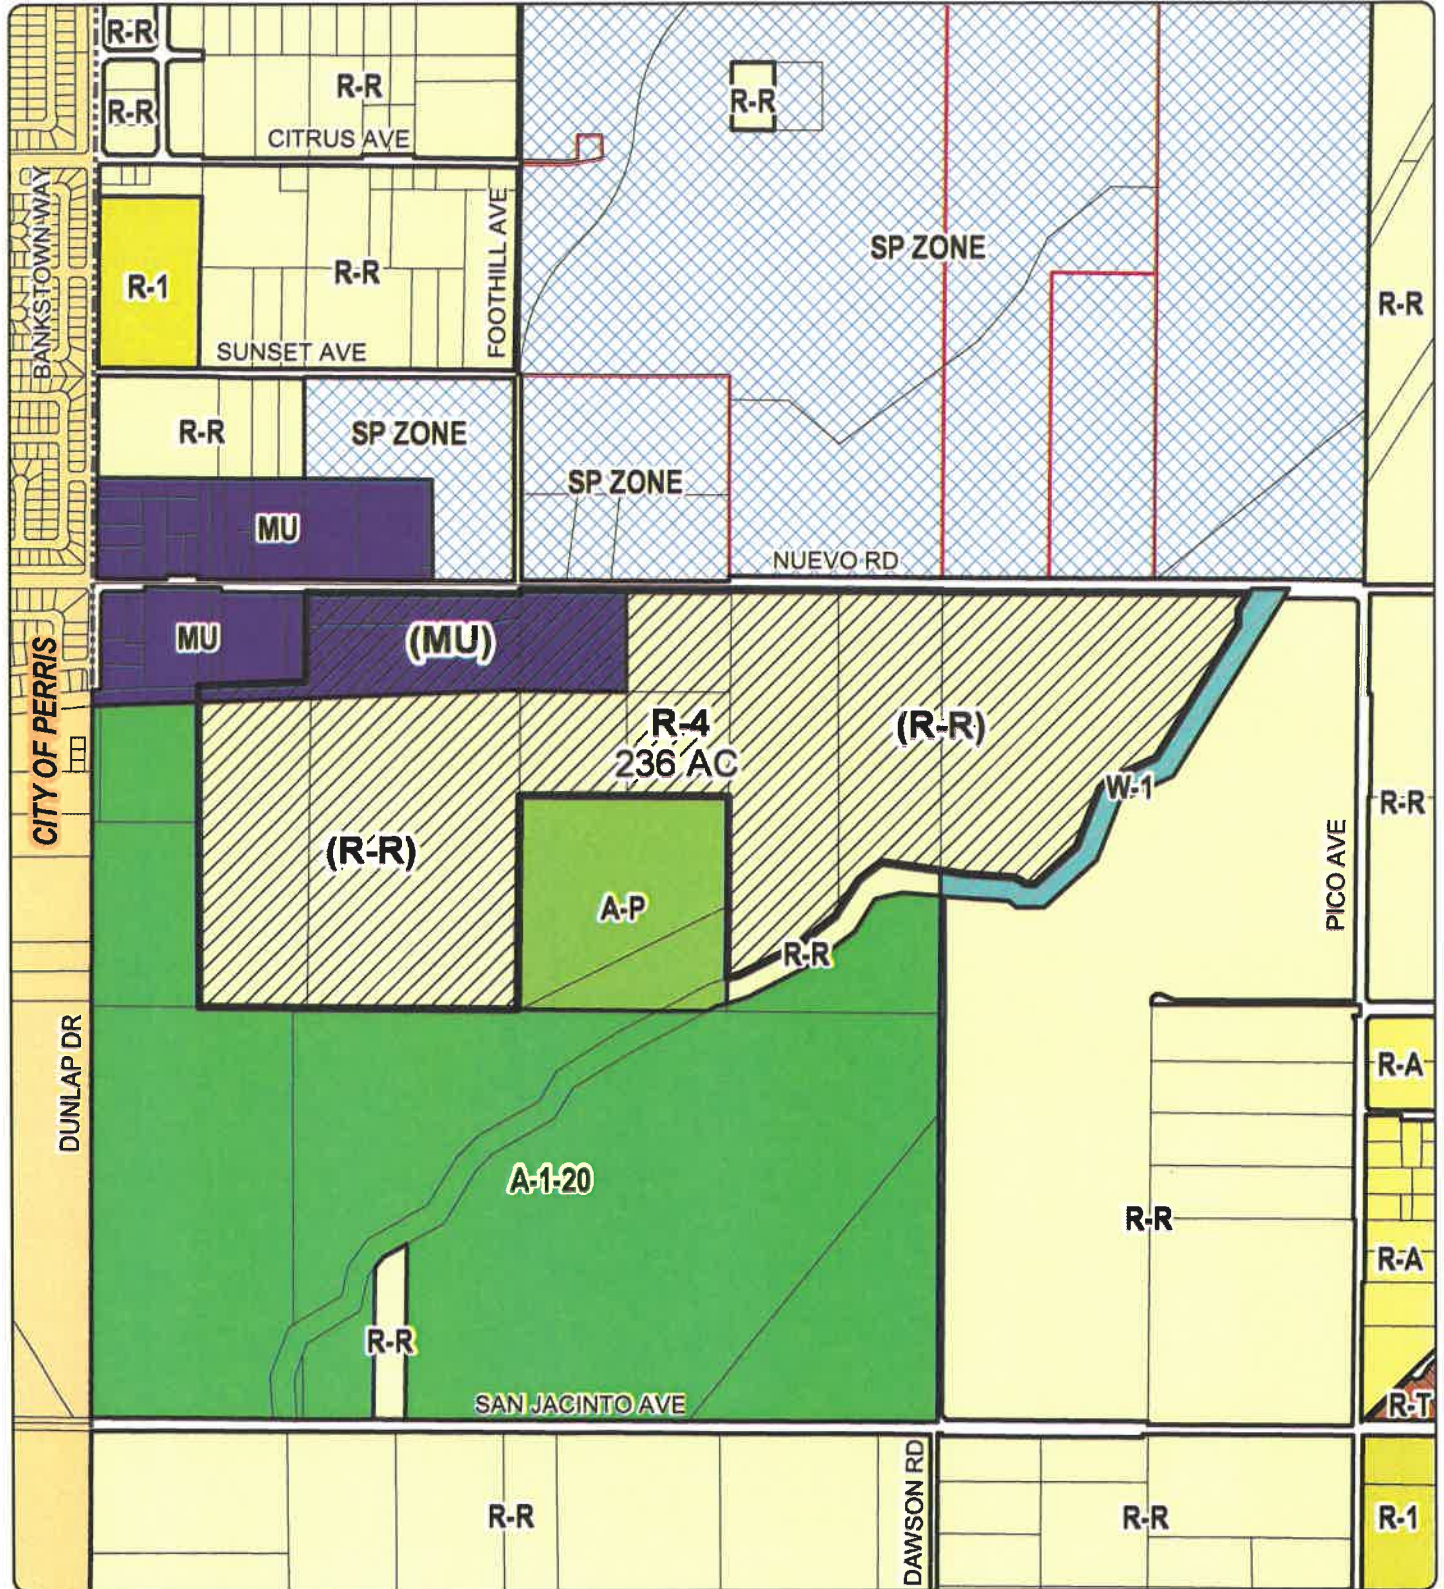 R-R
R-R
R-R
R-R
CITRUS AVE
BANKSTOWN WAY
R-1
R-R
FOOTHILL AVE
SP ZONE
R-R
SUNSET AVE
R-R
SP ZONE
SP ZONE
MU
NUEVO RD
CITY OF PERRIS
MU
(MU)
R-4
236 AC
(R-R)
W-1
R-R
(R-R)
A-P
PICO AVE
R-R
DUNLAP DR
R-A
A-1-20
R-R
R-A
R-R
SAN JACINTO AVE
R-T
R-R
DAWSON RD
R-R
R-1